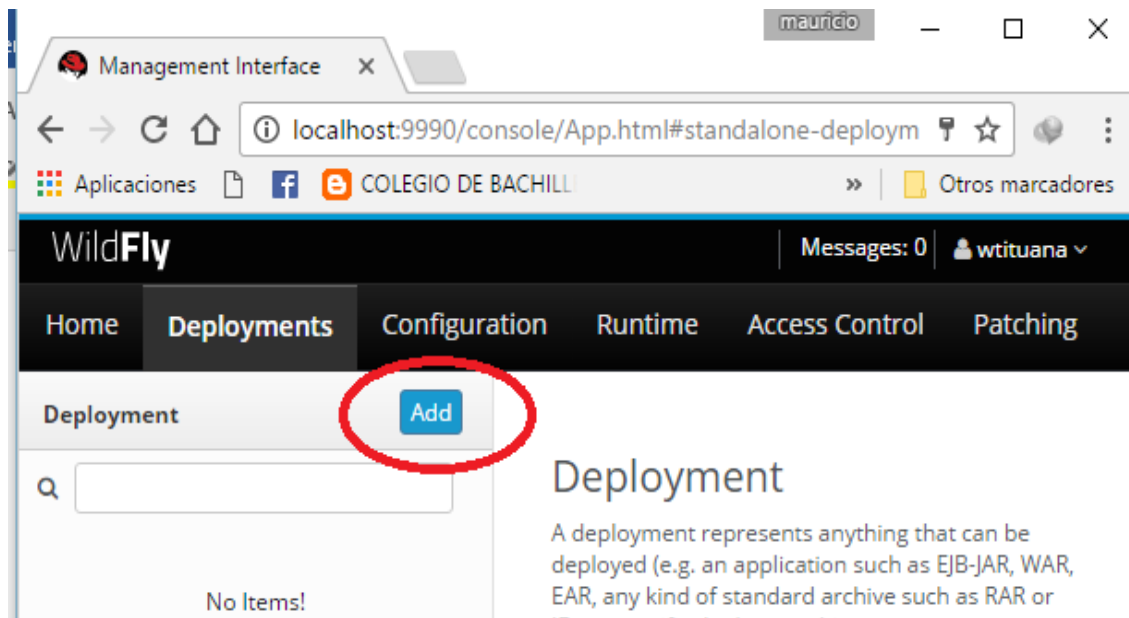 mauricio
Management Interface
localhost:9990/console/App.html#standalone-deploym
Aplicaciones
COLEGIO DE BACHILL
» Otros marcadores
WildFly
Messages: 0 wtituana
Home Deployments Configuration Runtime Access Control Patching
Deployment Add
Deployment
A deployment represents anything that can be
deployed (e.g. an application such as EJB-JAR, WAR,
No Items!
EAR, any kind of standard archive such as RAR or